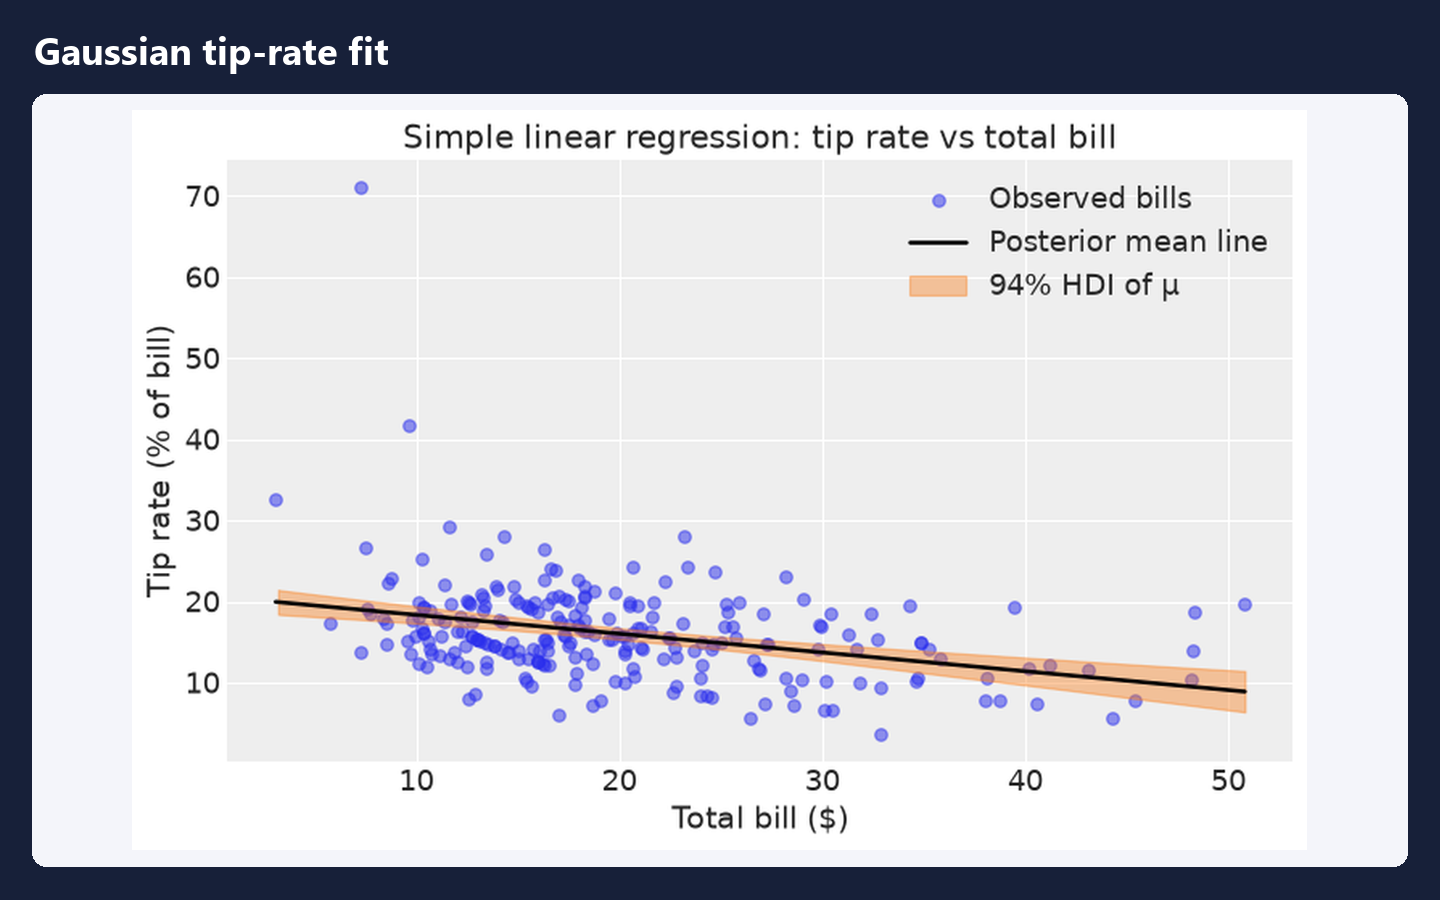 Gaussian tip-rate fit
Simple linear regression: tip rate vs total bill
Observed bills
Posterior mean line
94% HDI of μ
Tip rate (% of bill)
70
60
50
40
30
20
10
10 20 30 40 50
Total bill ($)